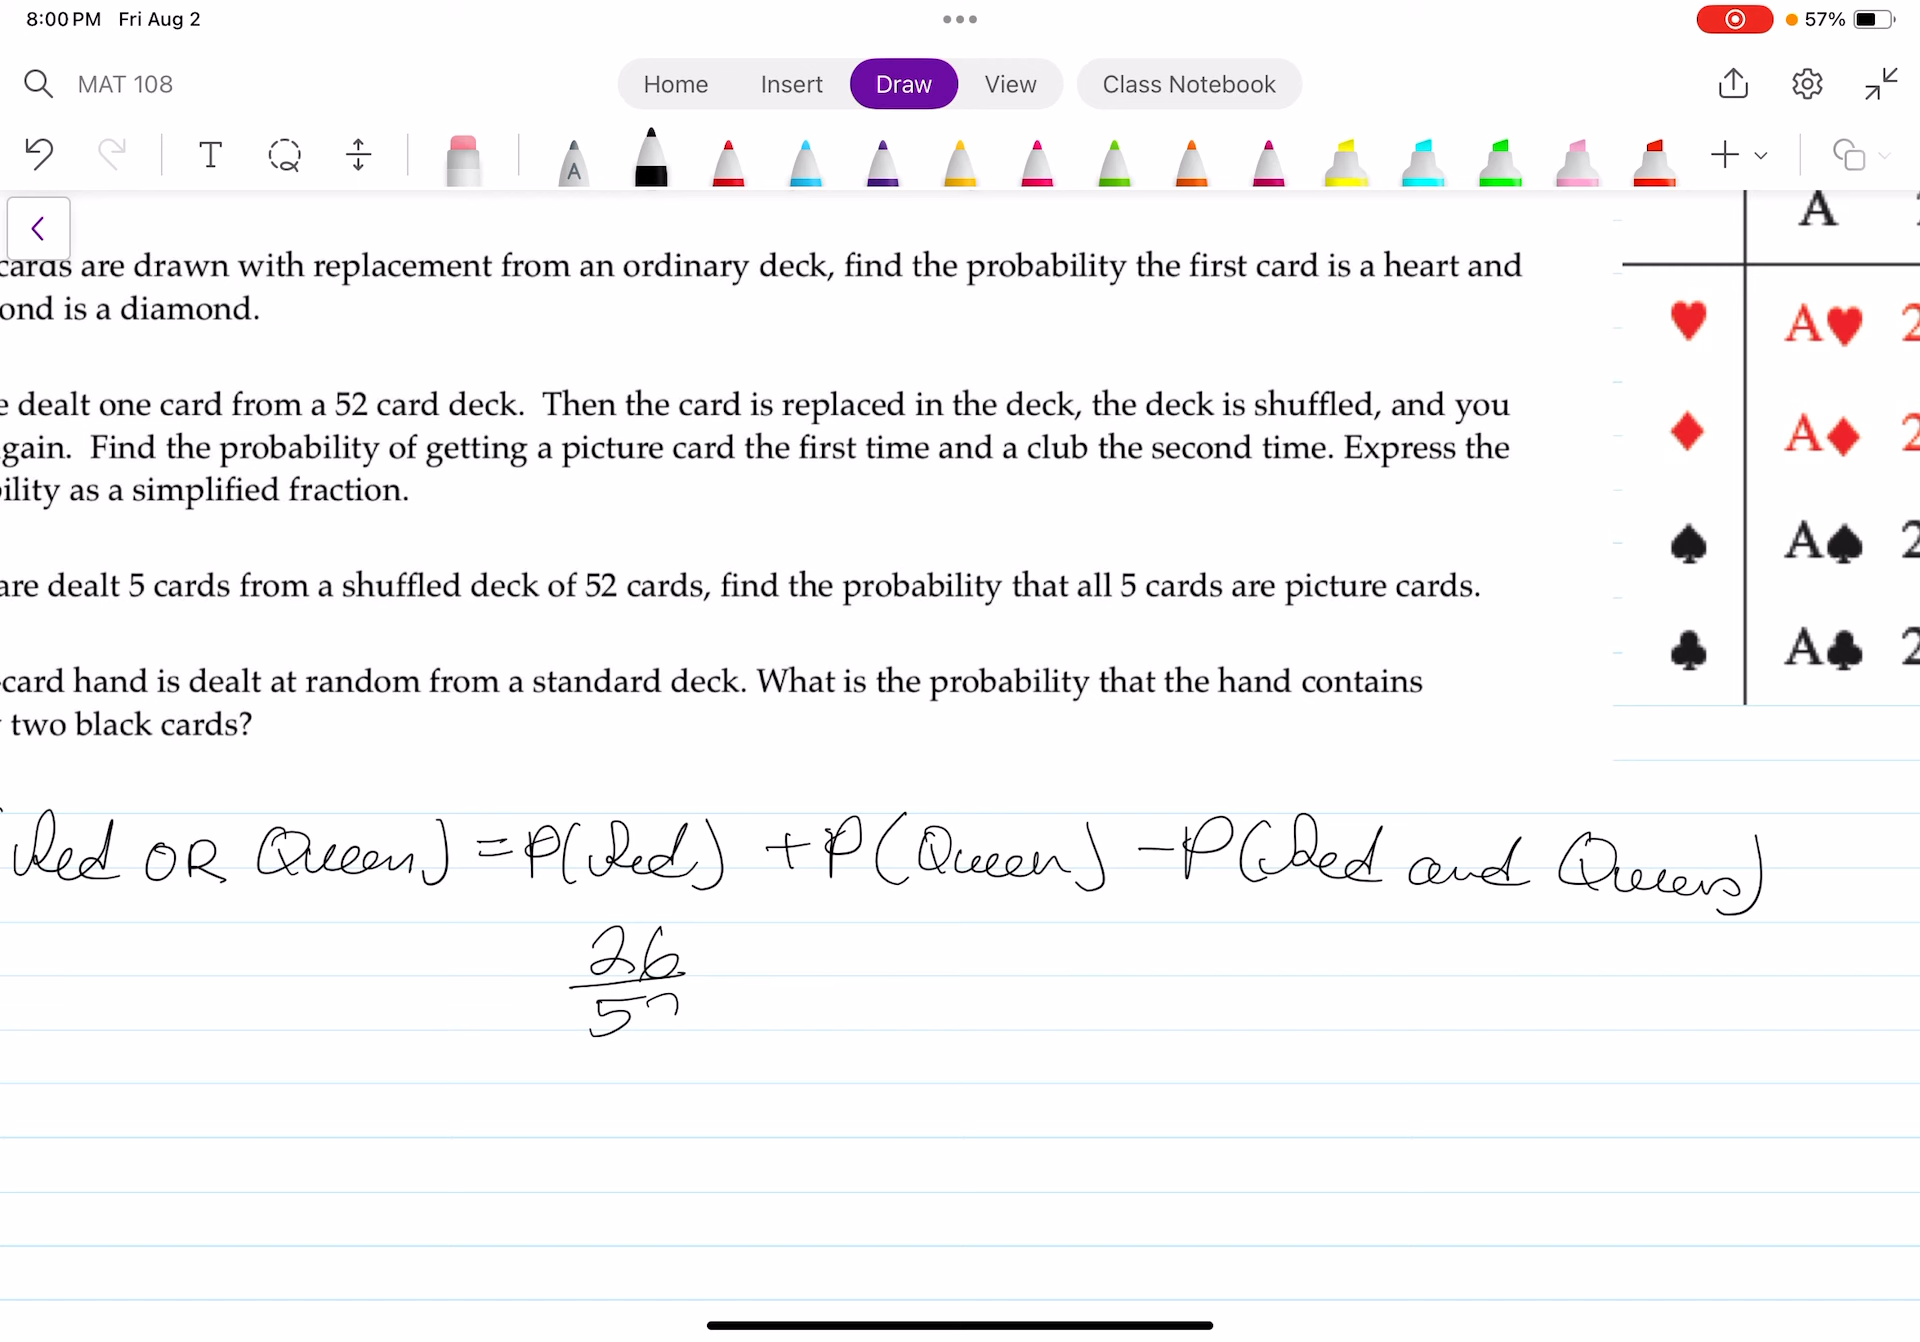 8:00 PM Fri Aug 2
57%
MAT 108
Home Insert Draw View Class Notebook
T A
A
cards are drawn with replacement from an ordinary deck, find the probability the first card is a heart and
ond is a diamond.
A♥ 2
e dealt one card from a 52 card deck. Then the card is replaced in the deck, the deck is shuffled, and you
gain. Find the probability of getting a picture card the first time and a club the second time. Express the
ility as a simplified fraction.
A♦ 2
A♠ 2
are dealt 5 cards from a shuffled deck of 52 cards, find the probability that all 5 cards are picture cards.
A♣ 2
card hand is dealt at random from a standard deck. What is the probability that the hand contains
two black cards?
Red OR Queen) = P(Red) + P(Queen) - P(Red and Queens)
26
52